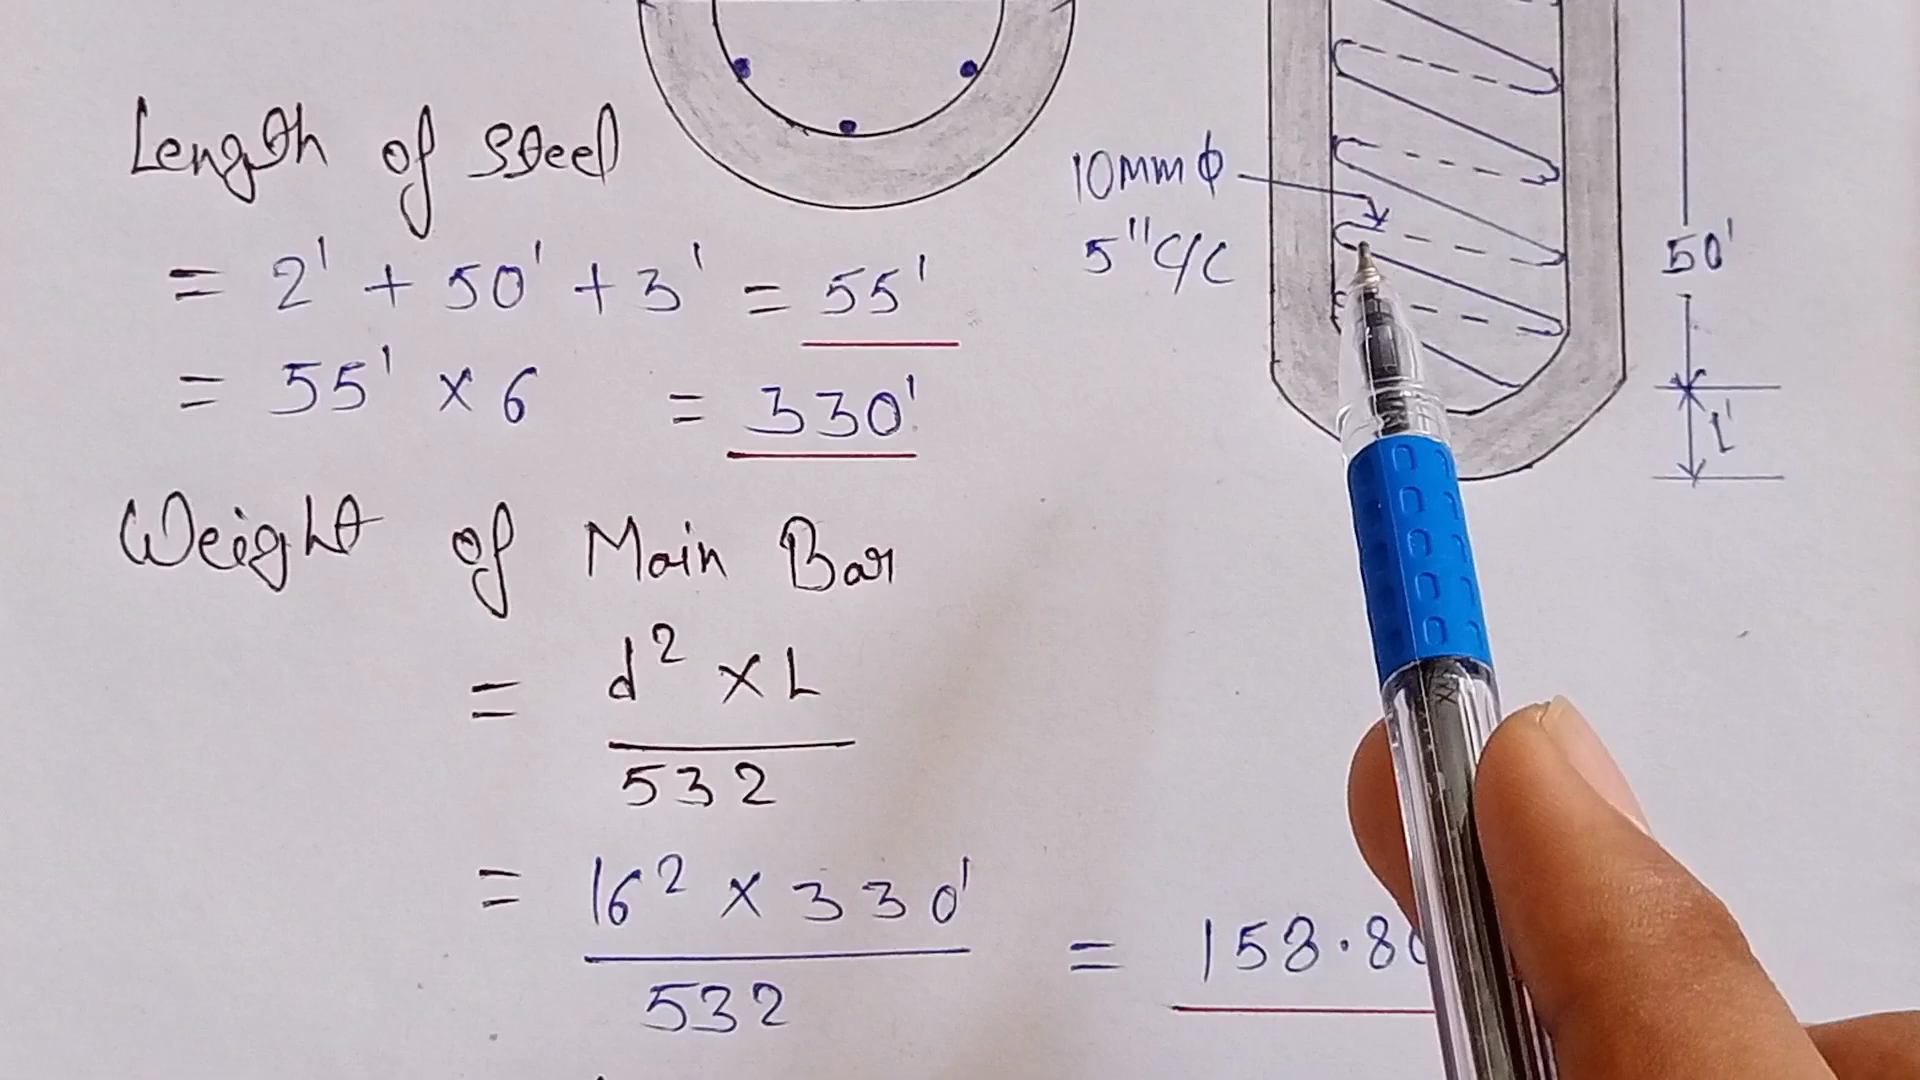 Length of Steel
= 2' + 50' + 3' = 55'
= 55' × 6 = 330'
10mm ϕ
5" C/C
50'
1'
Weight of Main Bar
= d² × L
532
= 16² × 330'
532
= 158.8